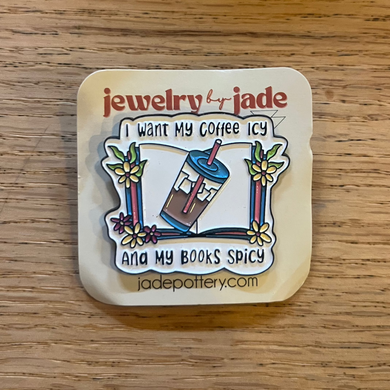 jewelry by jade
I WANT MY COFFEE ICY
AND MY BOOKS SPICY
jadepottery.com